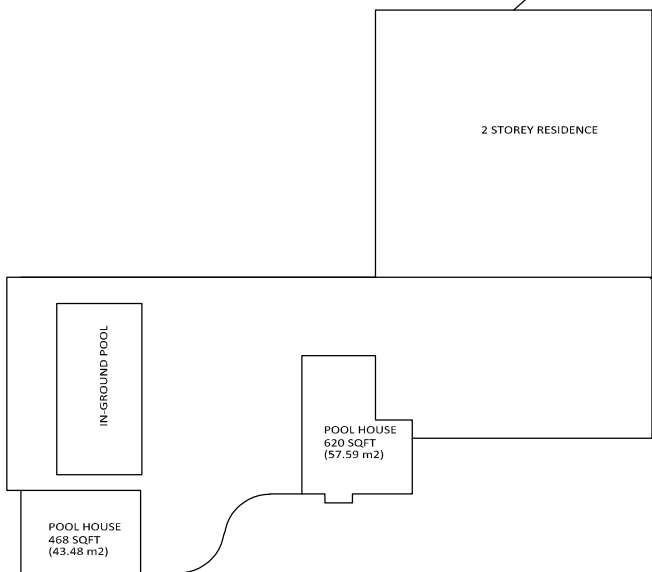 2 STOREY RESIDENCE
IN-GROUND POOL
POOL HOUSE
620 SQFT
(57.59 m2)
POOL HOUSE
468 SQFT
(43.48 m2)